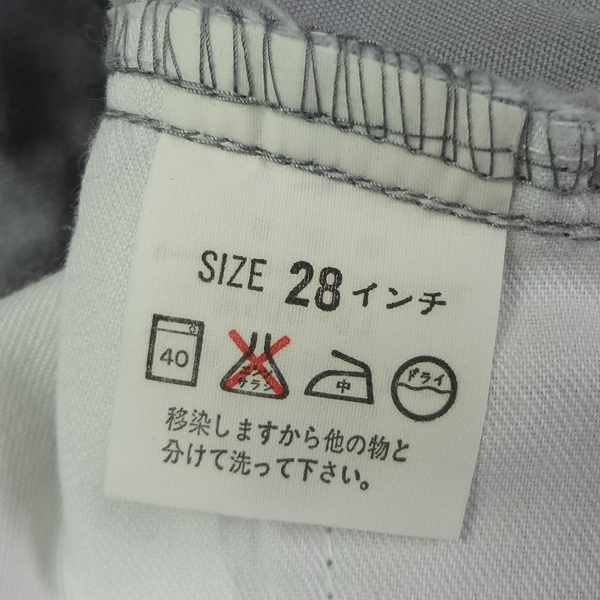 SIZE 28インチ
40 エンソ サラシ 中 ドライ
移染しますから他の物と
分けて洗って下さい。